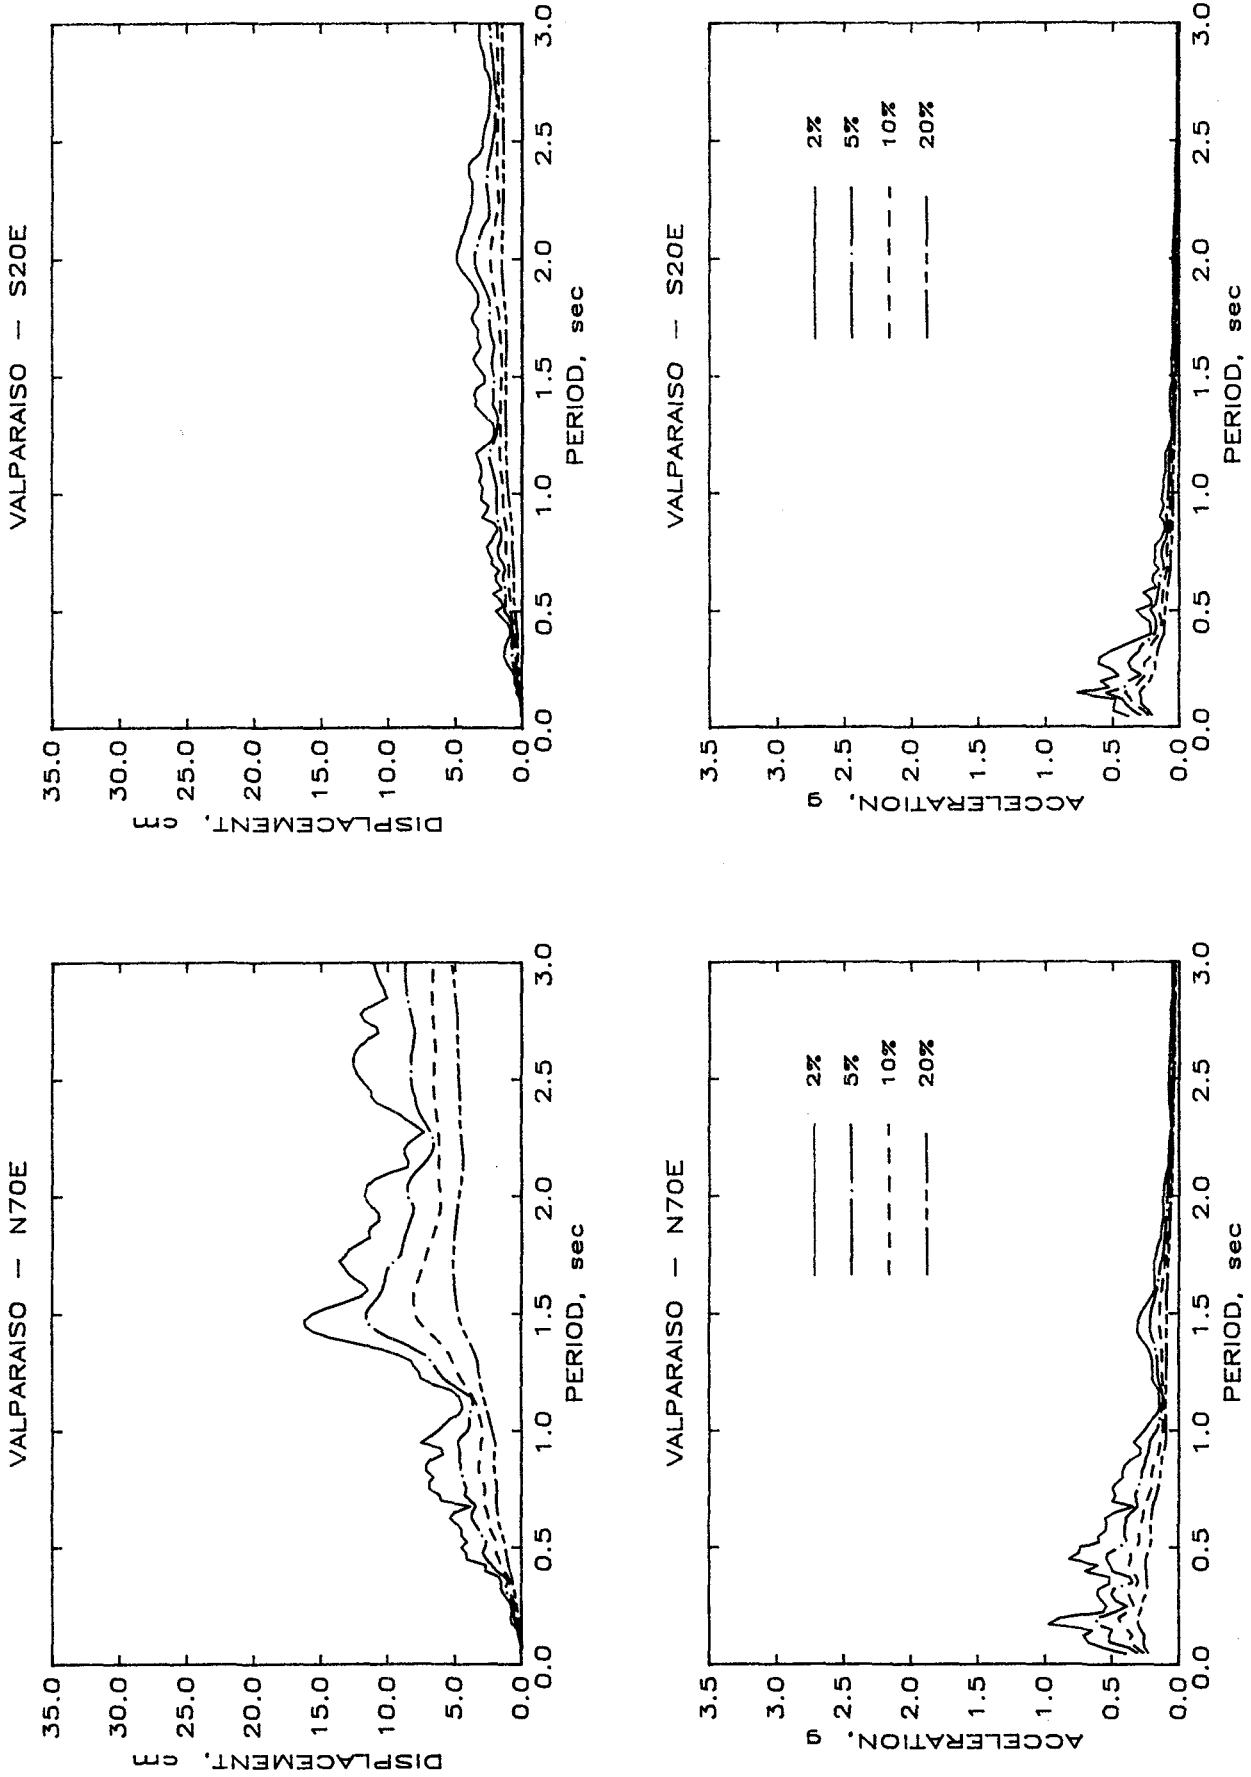 VALPARAISO — N70E
DISPLACEMENT, cm
35.0
30.0
25.0
20.0
15.0
10.0
5.0
0.0
0.0 0.5 1.0 1.5 2.0 2.5 3.0
PERIOD, sec
VALPARAISO — S20E
DISPLACEMENT, cm
35.0
30.0
25.0
20.0
15.0
10.0
5.0
0.0
0.0 0.5 1.0 1.5 2.0 2.5 3.0
PERIOD, sec
VALPARAISO — N70E
ACCELERATION, g
3.5
3.0
2.5
2.0
1.5
1.0
0.5
0.0
2%
5%
10%
20%
0.0 0.5 1.0 1.5 2.0 2.5 3.0
PERIOD, sec
VALPARAISO — S20E
ACCELERATION, g
3.5
3.0
2.5
2.0
1.5
1.0
0.5
0.0
2%
5%
10%
20%
0.0 0.5 1.0 1.5 2.0 2.5 3.0
PERIOD, sec